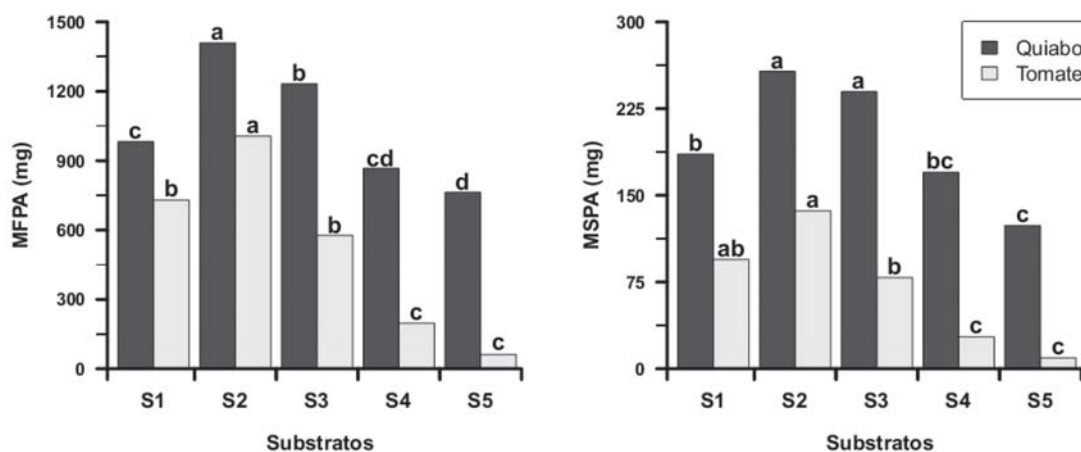 1500
1200
900
600
300
0
MFPA (mg)
c
b
a
a
b
b
cd
c
d
c
S1 S2 S3 S4 S5
Substratos
300
225
150
75
0
MSPA (mg)
b
ab
a
a
a
b
bc
c
c
c
S1 S2 S3 S4 S5
Substratos
Quiabo
Tomate